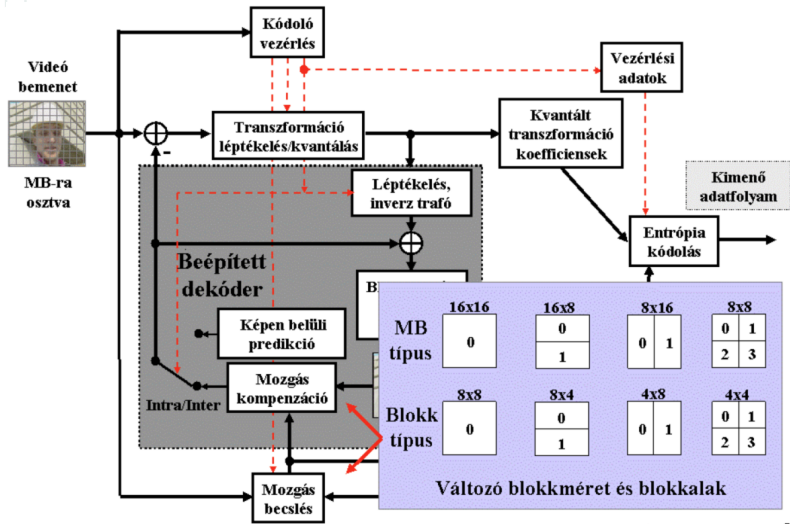 Kódoló
vezérlés
Videó
bemenet
MB-ra
osztva
-
Transzformáció
léptékelés/kvantálás
Vezérlési
adatok
Kvantált
transzformáció
koefficiensek
Kimenő
adatfolyam
Entrópia
kódolás
Léptékelés,
inverz trafó
Beépített
dekóder
B
Képen belüli
predikció
Mozgás
kompenzáció
Intra/Inter
Mozgás
becslés
16x16 16x8 8x16 8x8
MB
típus
0
0
1
0 1
0 1
2 3
8x8 8x4 4x8 4x4
Blokk
típus
0
0
1
0 1
0 1
2 3
Változó blokkméret és blokkalak